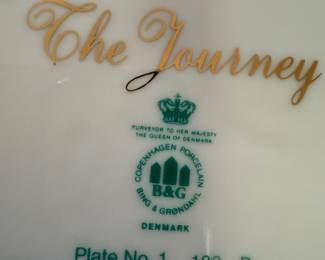 The Journey
PURVEYOR TO HER MAJESTY
THE QUEEN OF DENMARK
COPENHAGEN PORCELAIN
B&G
BING & GRØNDAHL
DENMARK
Plate No. 1